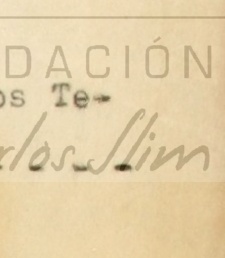 DACIÓN
os Te-
rlos Slim
- - - -